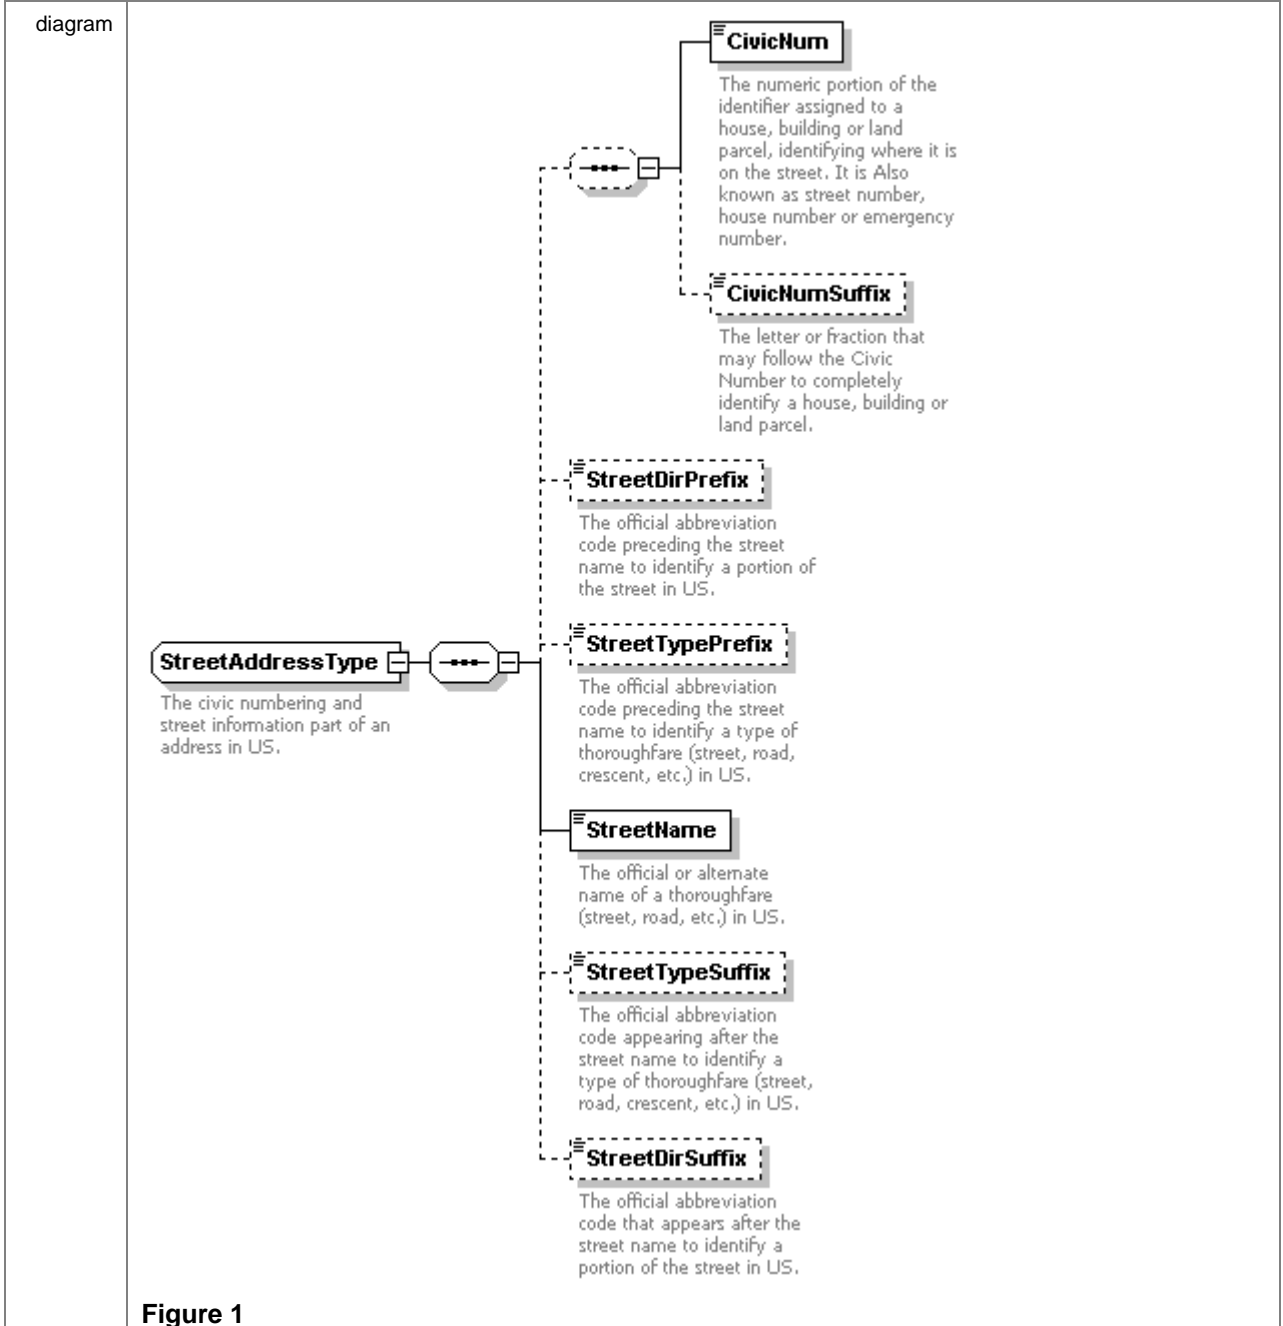 diagram
CivicNum
The numeric portion of the
identifier assigned to a
house, building or land
parcel, identifying where it is
on the street. It is Also
known as street number,
house number or emergency
number.
CivicNumSuffix
The letter or fraction that
may follow the Civic
Number to completely
identify a house, building or
land parcel.
StreetDirPrefix
The official abbreviation
code preceding the street
name to identify a portion of
the street in US.
StreetTypePrefix
The official abbreviation
code preceding the street
name to identify a type of
thoroughfare (street, road,
crescent, etc.) in US.
StreetAddressType
The civic numbering and
street information part of an
address in US.
StreetName
The official or alternate
name of a thoroughfare
(street, road, etc.) in US.
StreetTypeSuffix
The official abbreviation
code appearing after the
street name to identify a
type of thoroughfare (street,
road, crescent, etc.) in US.
StreetDirSuffix
The official abbreviation
code that appears after the
street name to identify a
portion of the street in US.
Figure 1